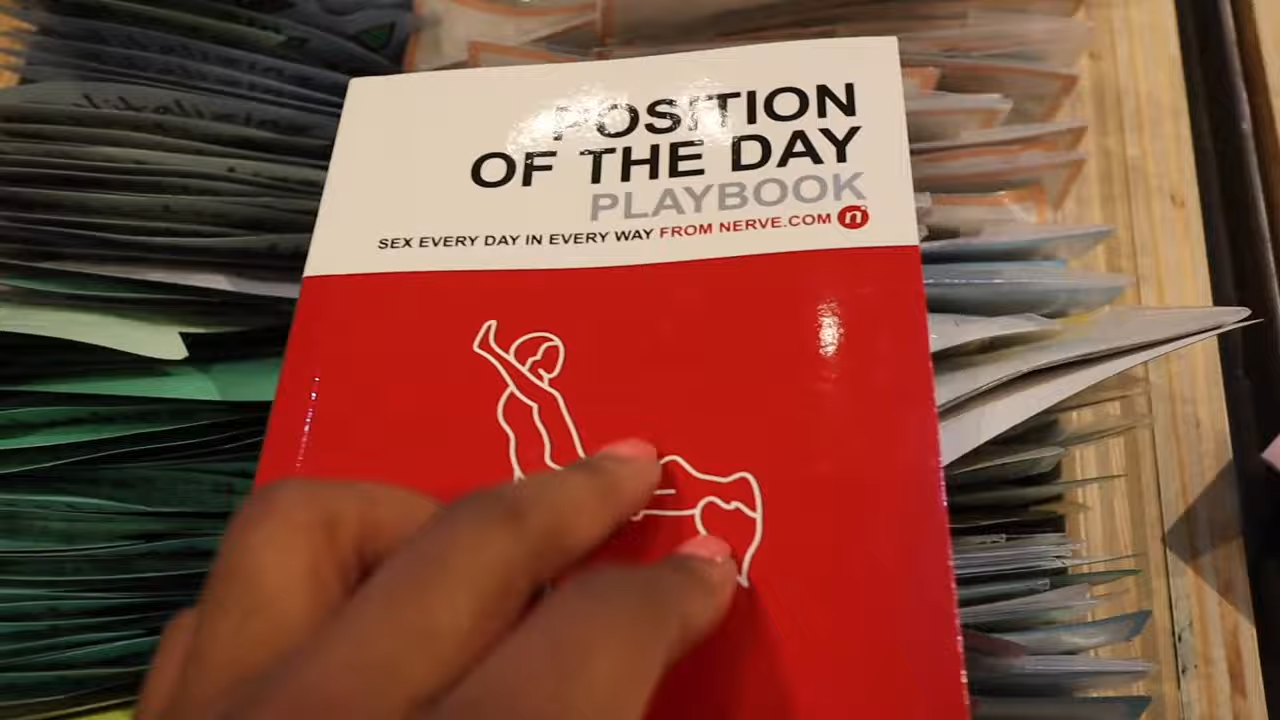 POSITION
OF THE DAY
PLAYBOOK
SEX EVERY DAY IN EVERY WAY FROM NERVE.COM n